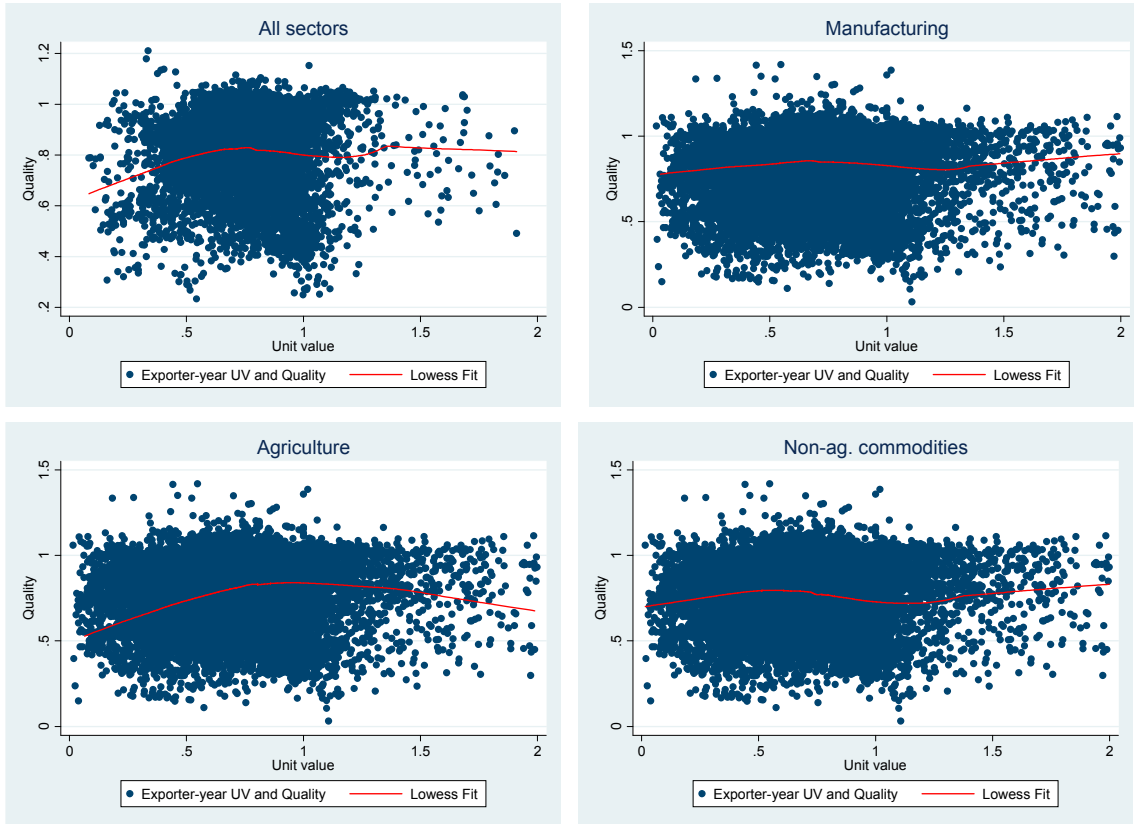 All sectors
Quality
1.2
1
.8
.6
.4
.2
0 .5 1 1.5 2
Unit value
Exporter-year UV and Quality Lowess Fit
Manufacturing
Quality
1.5
1
.5
0
0 .5 1 1.5 2
Unit value
Exporter-year UV and Quality Lowess Fit
Agriculture
Quality
1.5
1
.5
0
0 .5 1 1.5 2
Unit value
Exporter-year UV and Quality Lowess Fit
Non-ag. commodities
Quality
1.5
1
.5
0
0 .5 1 1.5 2
Unit value
Exporter-year UV and Quality Lowess Fit